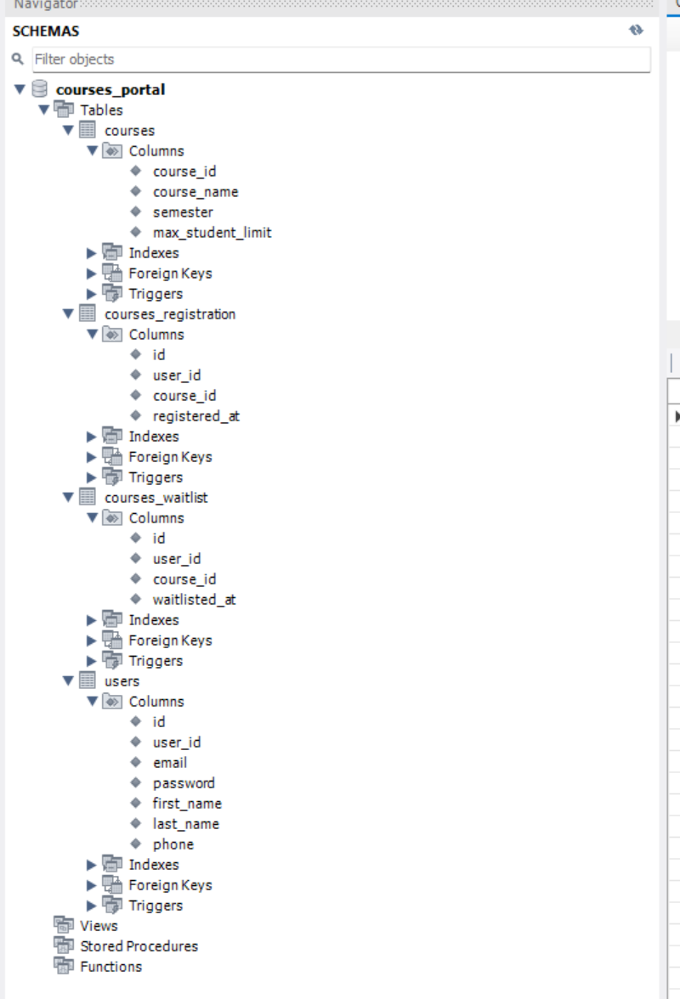 Navigator
SCHEMAS
Filter objects
courses_portal
Tables
courses
Columns
course_id
course_name
semester
max_student_limit
Indexes
Foreign Keys
Triggers
courses_registration
Columns
id
user_id
course_id
registered_at
Indexes
Foreign Keys
Triggers
courses_waitlist
Columns
id
user_id
course_id
waitlisted_at
Indexes
Foreign Keys
Triggers
users
Columns
id
user_id
email
password
first_name
last_name
phone
Indexes
Foreign Keys
Triggers
Views
Stored Procedures
Functions